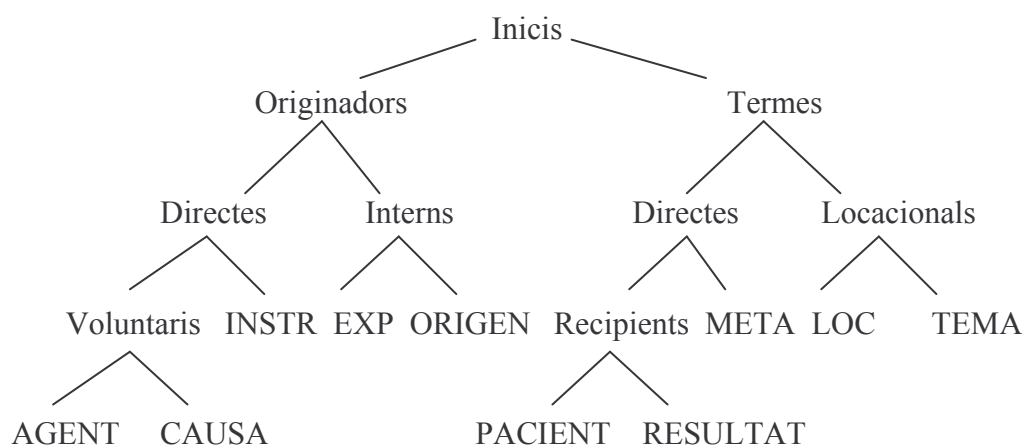 Inicis
Originadors Termes
Directes Interns Directes Locacionals
Voluntaris INSTR EXP ORIGEN Recipients META LOC TEMA
AGENT CAUSA PACIENT RESULTAT